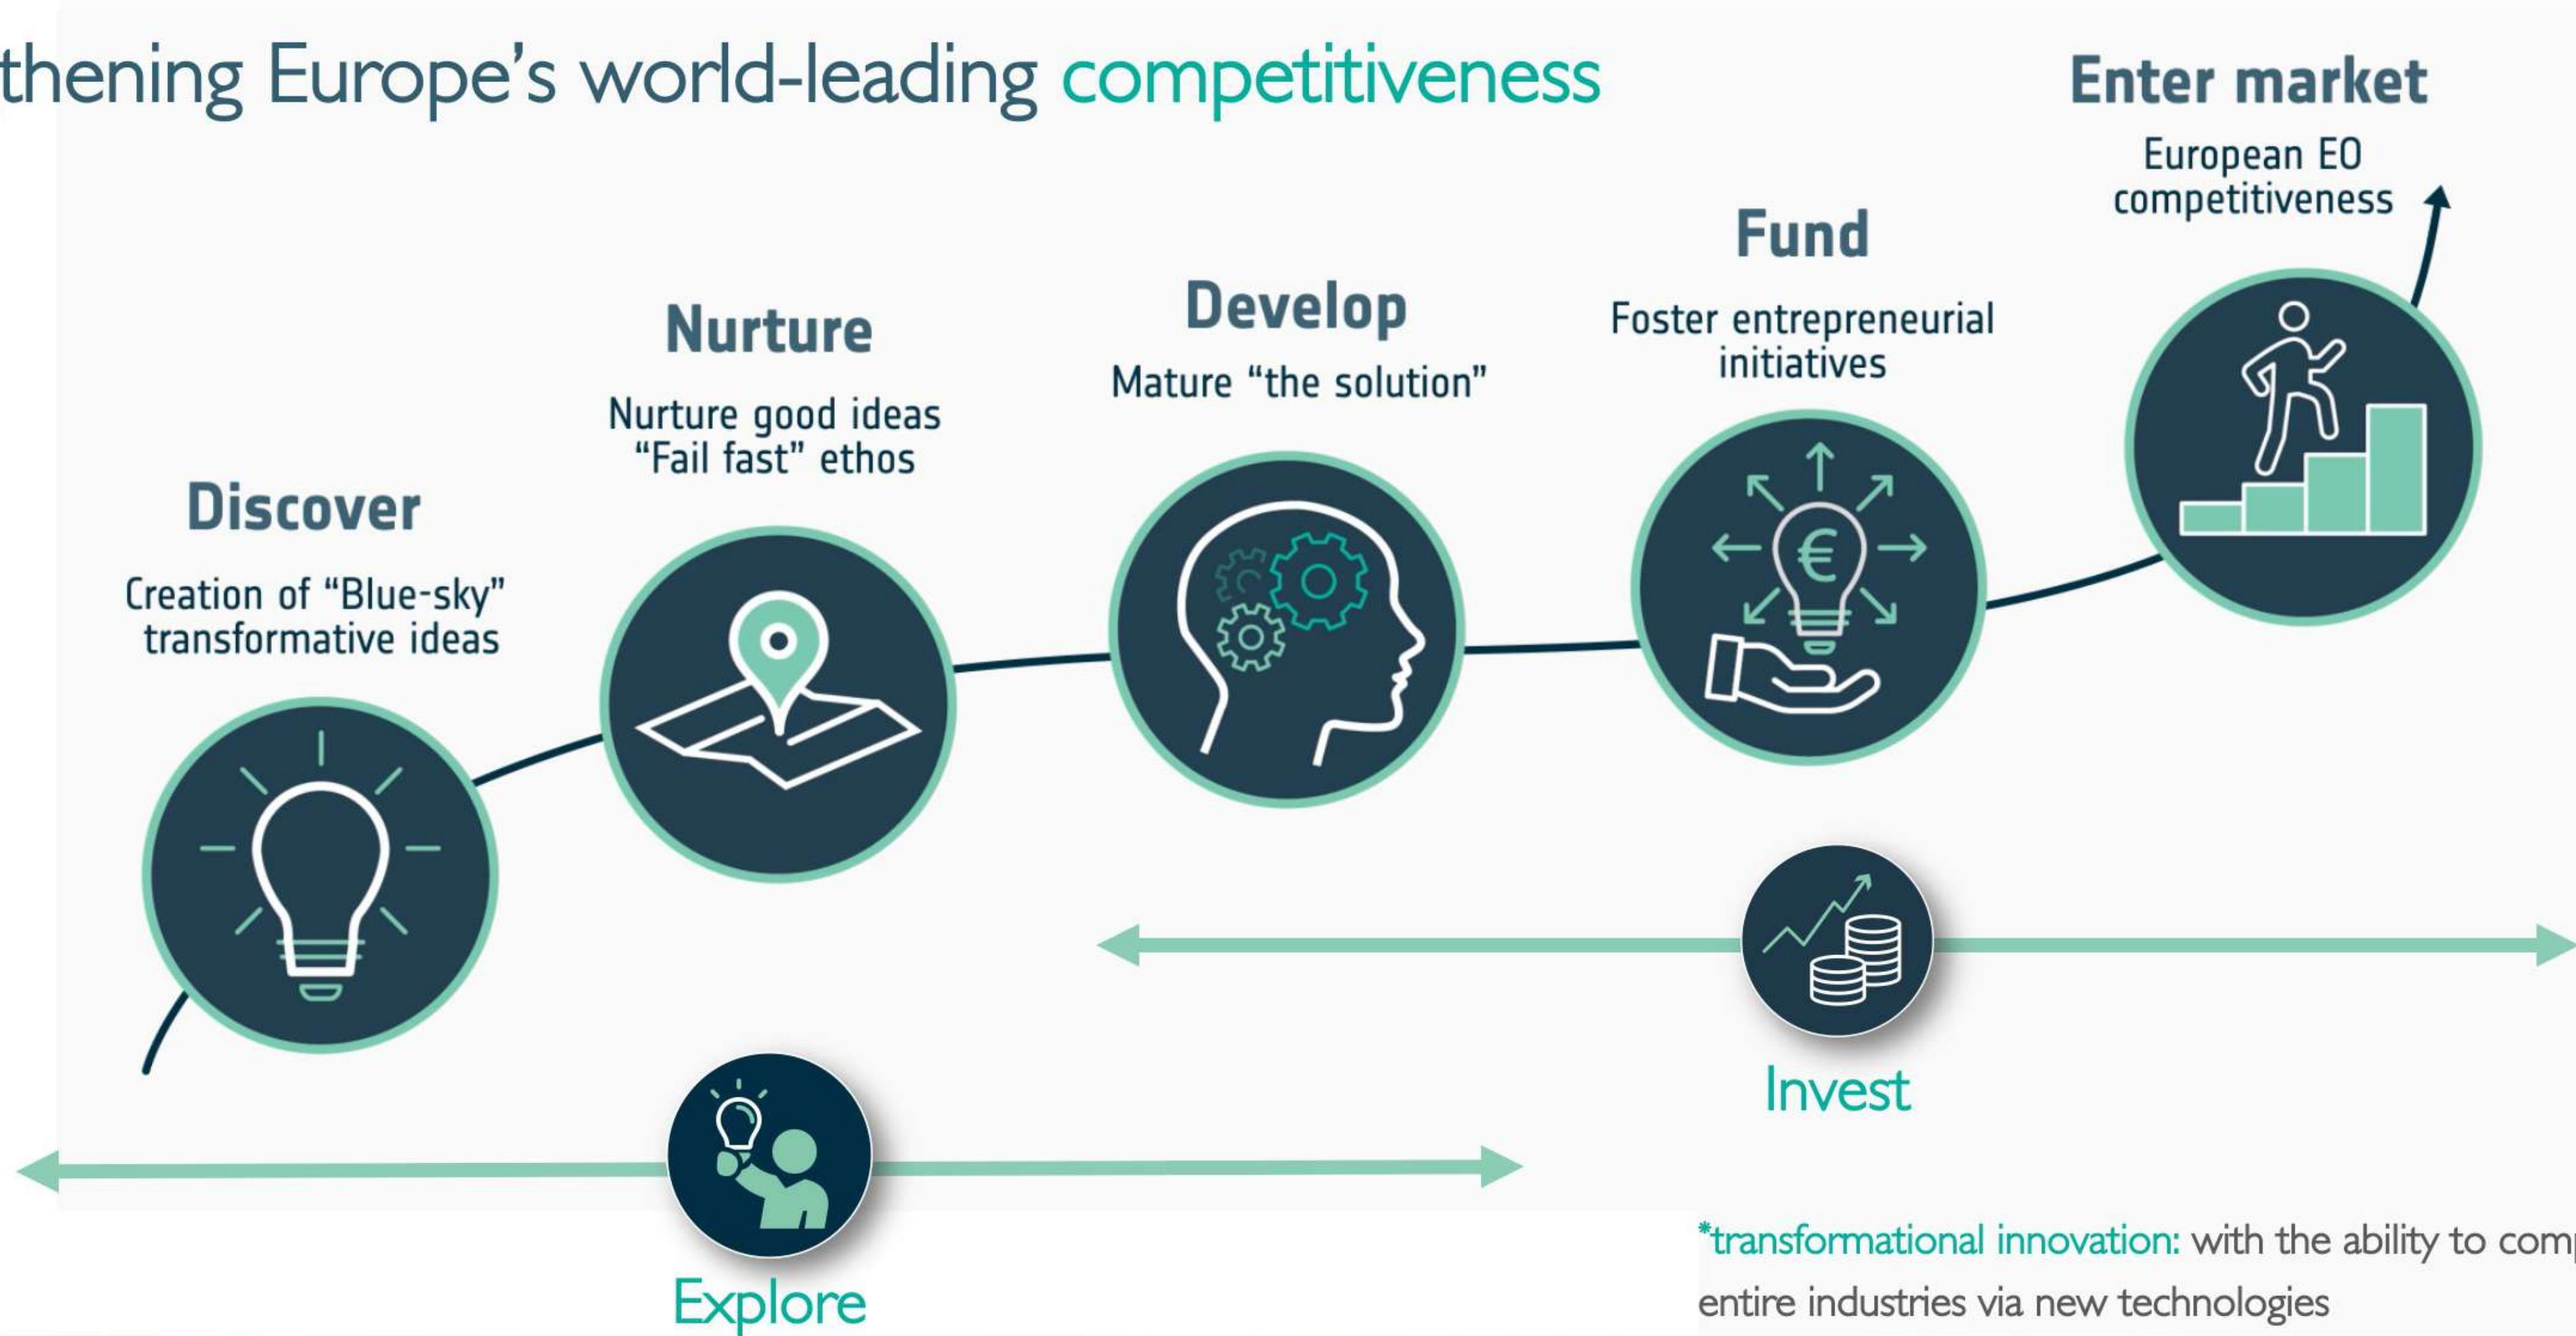 thening Europe's world-leading competitiveness
Enter market
European EO
competitiveness
Fund
Foster entrepreneurial
initiatives
Develop
Mature “the solution”
Nurture
Nurture good ideas
“Fail fast” ethos
Discover
Creation of “Blue-sky”
transformative ideas
€
Invest
Explore
*transformational innovation: with the ability to com
entire industries via new technologies